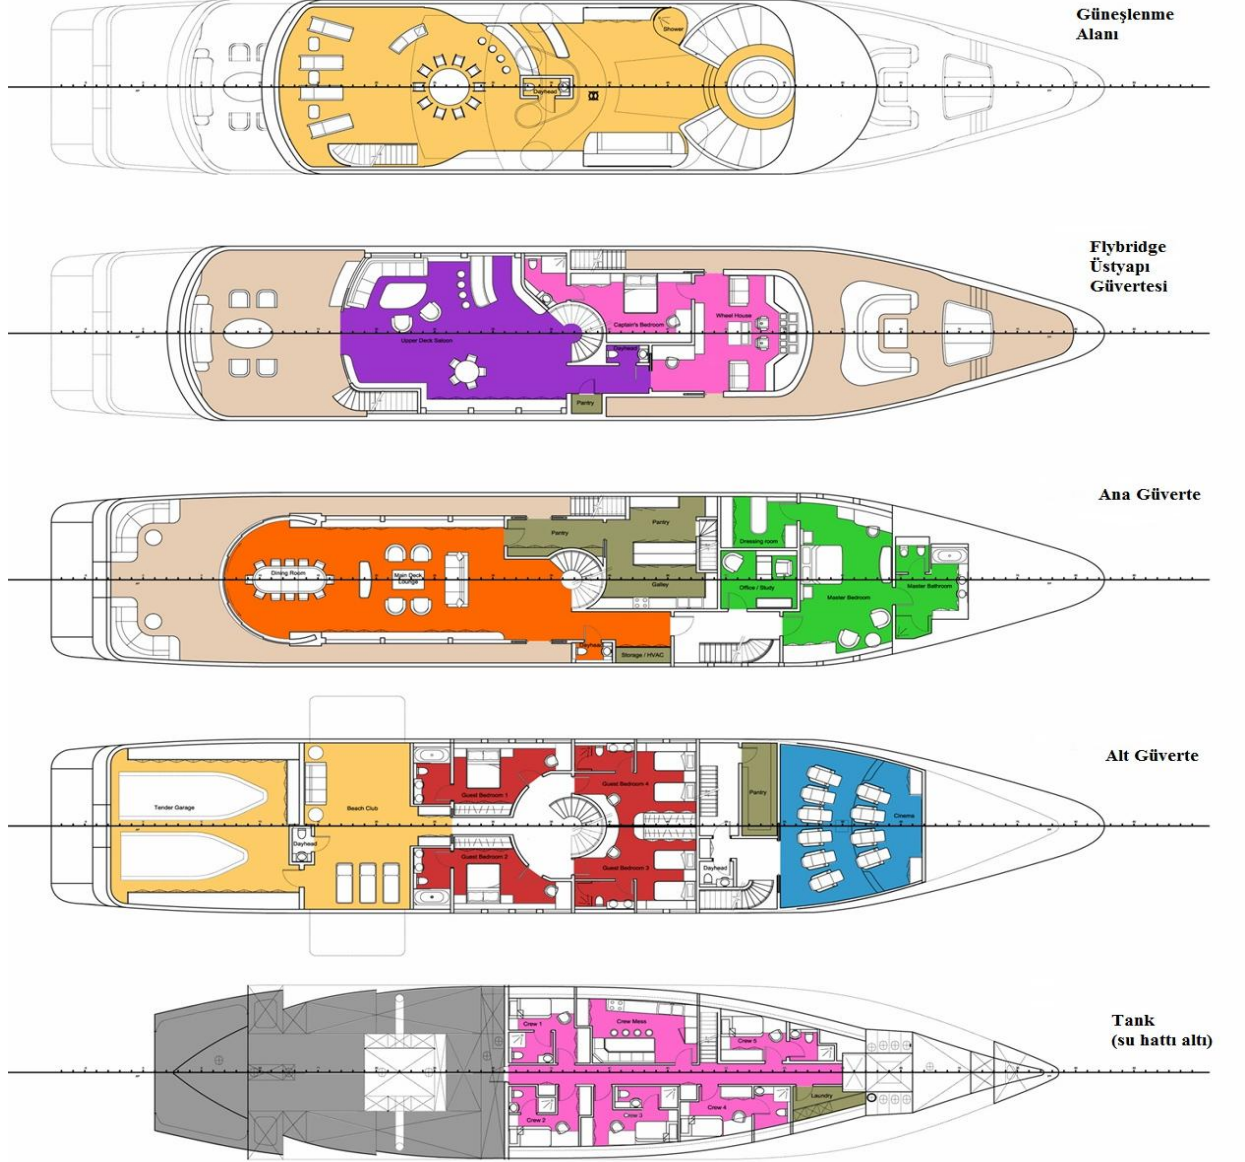 Güneşlenme
Alanı
Shower
Dayhead
Flybridge
Üstyapı
Güvertesi
Captain's Bedroom
Wheel House
Upper Deck Saloon
Dayhead
Pantry
Ana Güverte
Pantry
Pantry
Dressing room
Dining Room
Main Deck
Lounge
Galley
Office / Study
Master Bedroom
Master Bathroom
Dayhead
Storage / HVAC
Alt Güverte
Guest Bedroom 1
Guest Bedroom 4
Tender Garage
Beach Club
Pantry
Cinema
Dayhead
Guest Bedroom 2
Guest Bedroom 3
Dayhead
Tank
(su hattı altı)
Crew 1
Crew Mess
Crew 5
Crew 2
Crew 3
Crew 4
Laundry